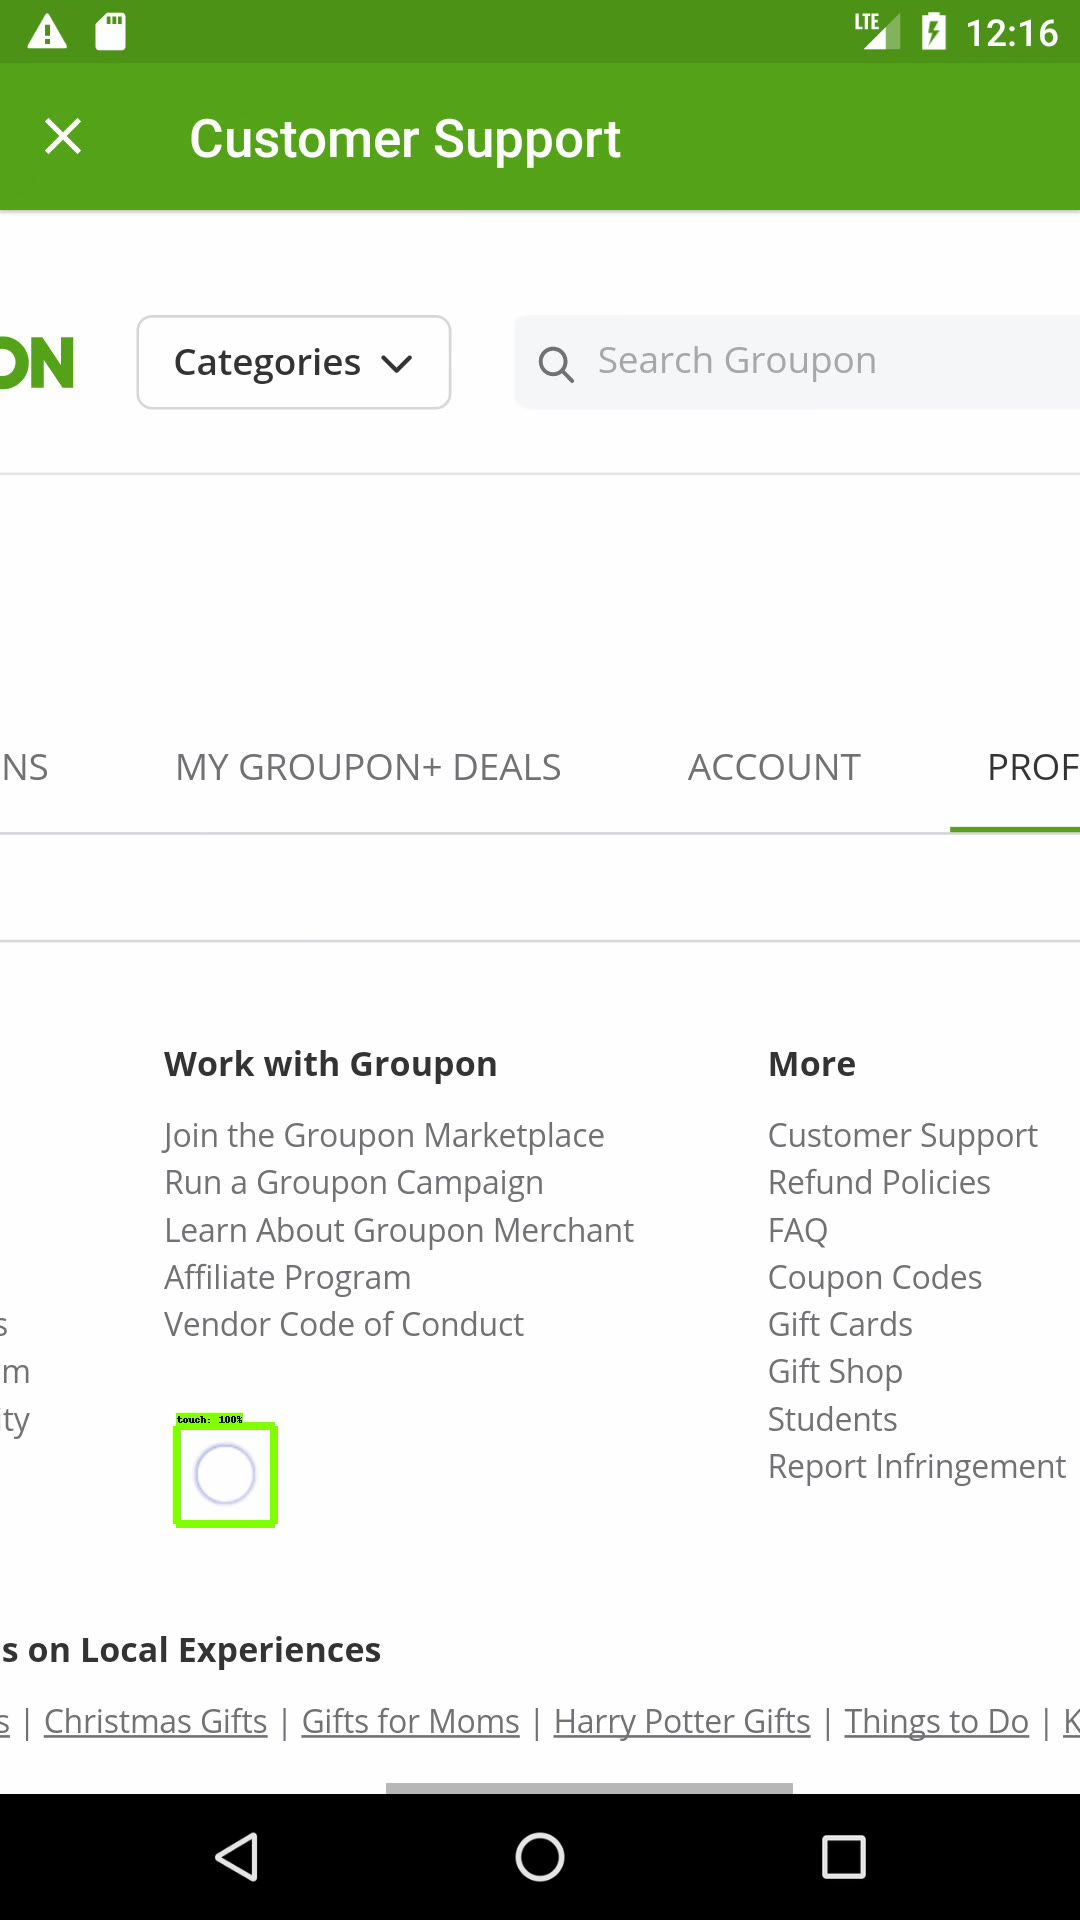 LTE 12:16
Customer Support
ON Categories Search Groupon
NS MY GROUPON+ DEALS ACCOUNT PROF
Work with Groupon
Join the Groupon Marketplace
Run a Groupon Campaign
Learn About Groupon Merchant
Affiliate Program
Vendor Code of Conduct
More
Customer Support
Refund Policies
FAQ
Coupon Codes
Gift Cards
Gift Shop
Students
Report Infringement
s
m
ity
touch: 100%
s on Local Experiences
s | Christmas Gifts | Gifts for Moms | Harry Potter Gifts | Things to Do | K